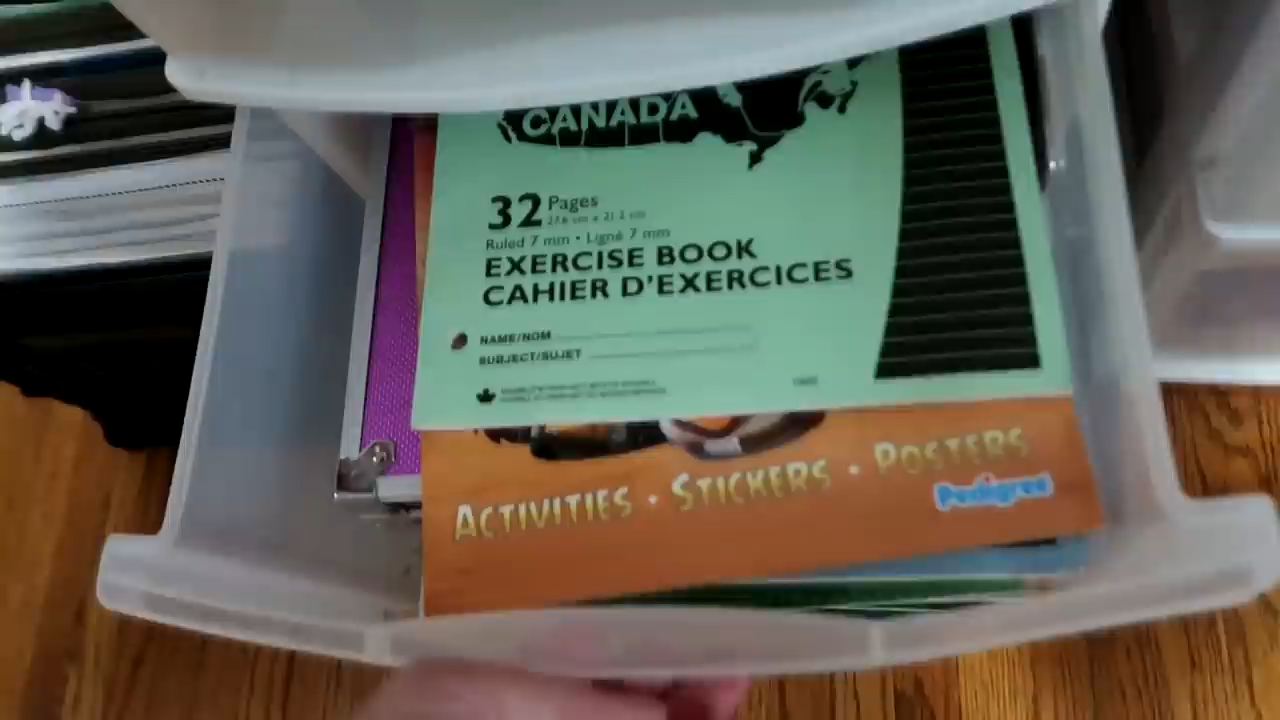 CANADA
32 Pages
Ruled 7 mm • Ligné 7 mm
EXERCISE BOOK
CAHIER D'EXERCICES
NAME/NOM
SUBJECT/SUJET
ACTIVITIES • STICKERS • POSTERS
Pedigree